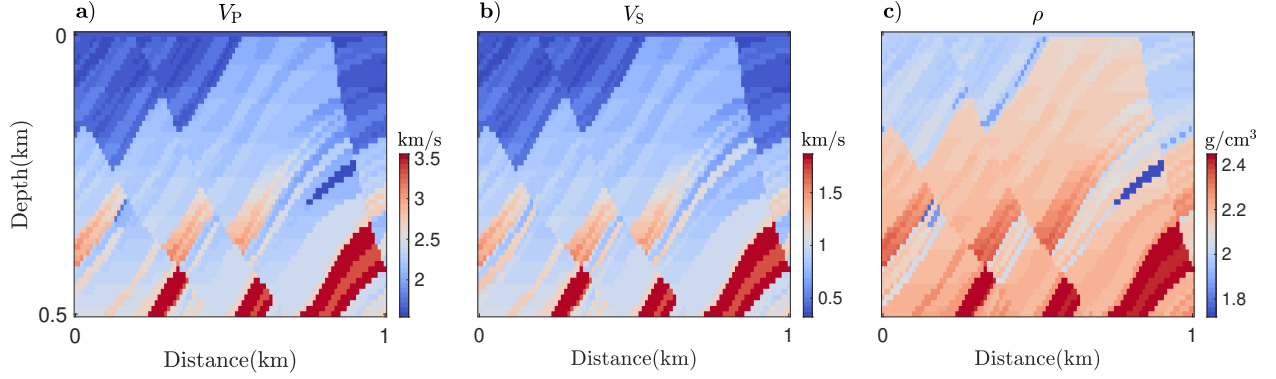 a) V_P
b) V_S
c) ρ
Depth(km)
0
0.5
0 1
Distance(km)
km/s
3.5
3
2.5
2
0 1
Distance(km)
km/s
1.5
1
0.5
0 1
Distance(km)
g/cm³
2.4
2.2
2
1.8